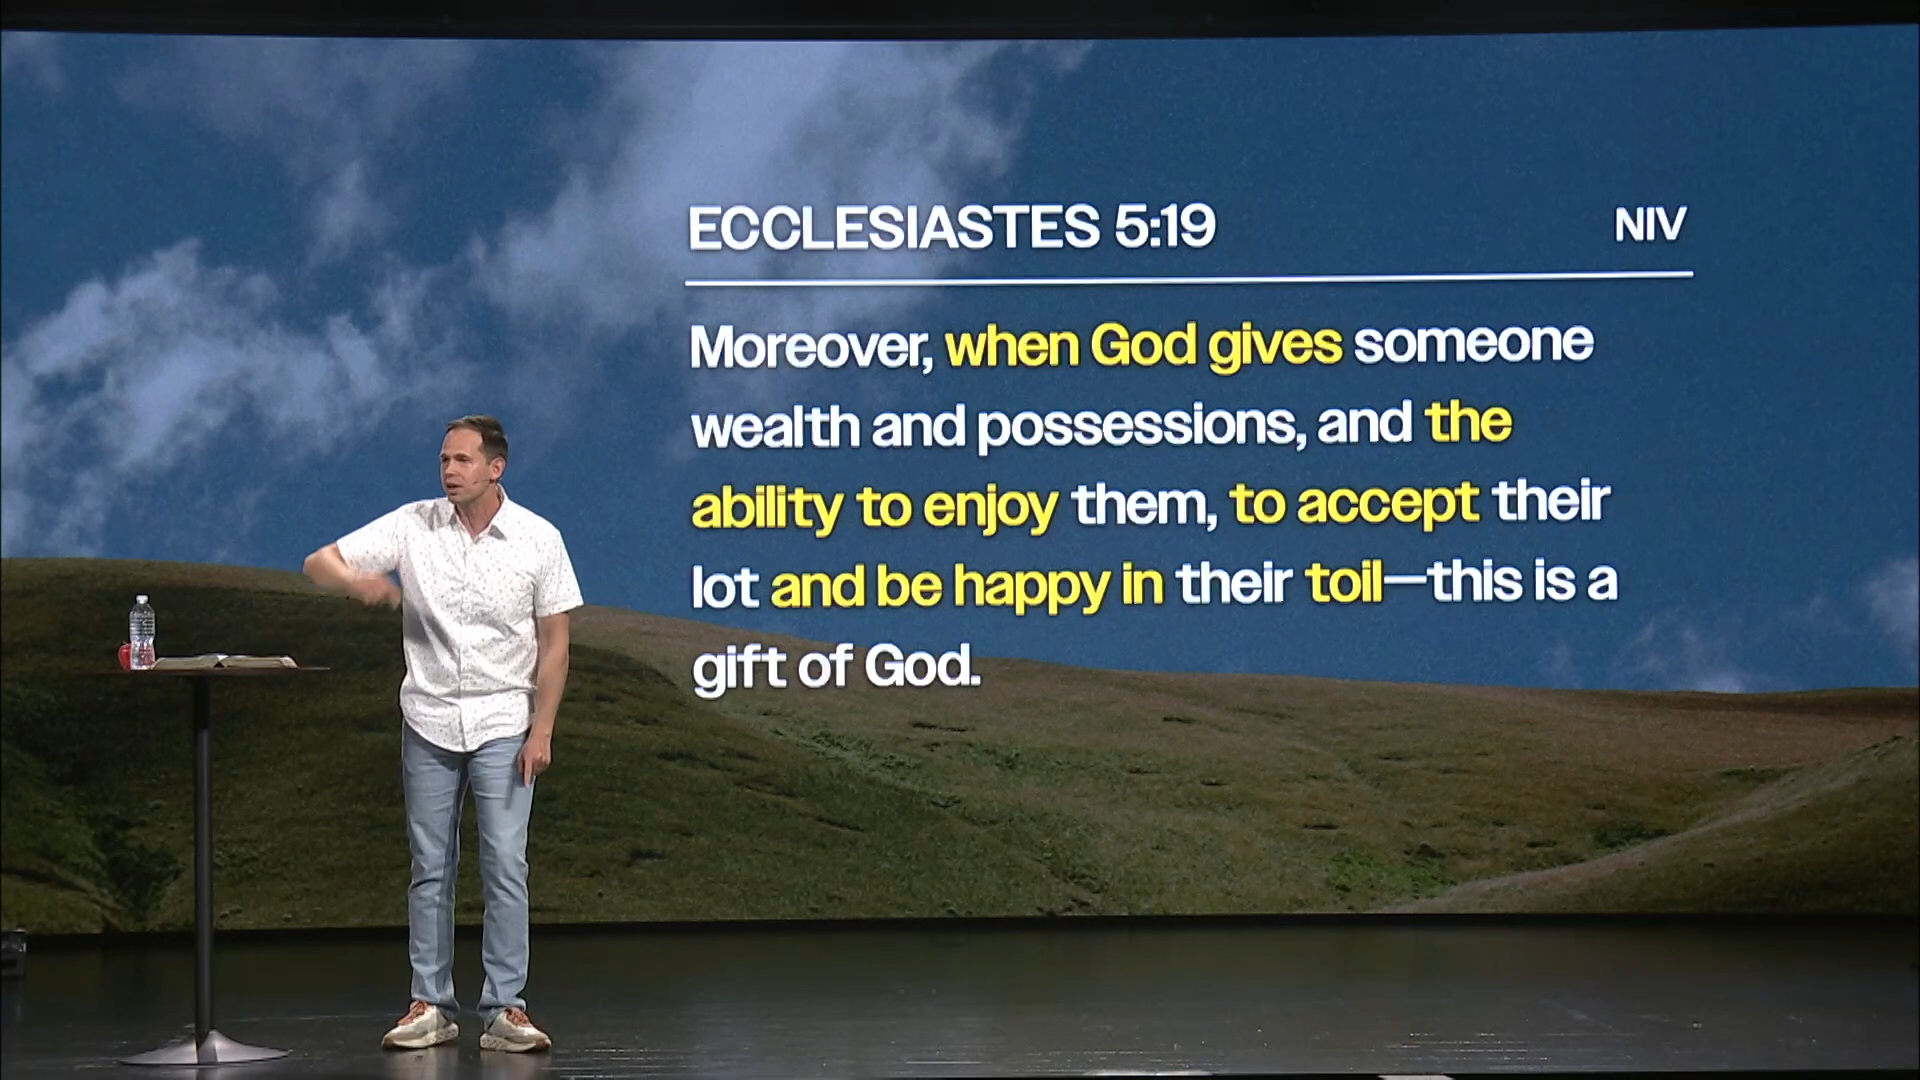 ECCLESIASTES 5:19 NIV
Moreover, when God gives someone
wealth and possessions, and the
ability to enjoy them, to accept their
lot and be happy in their toil—this is a
gift of God.